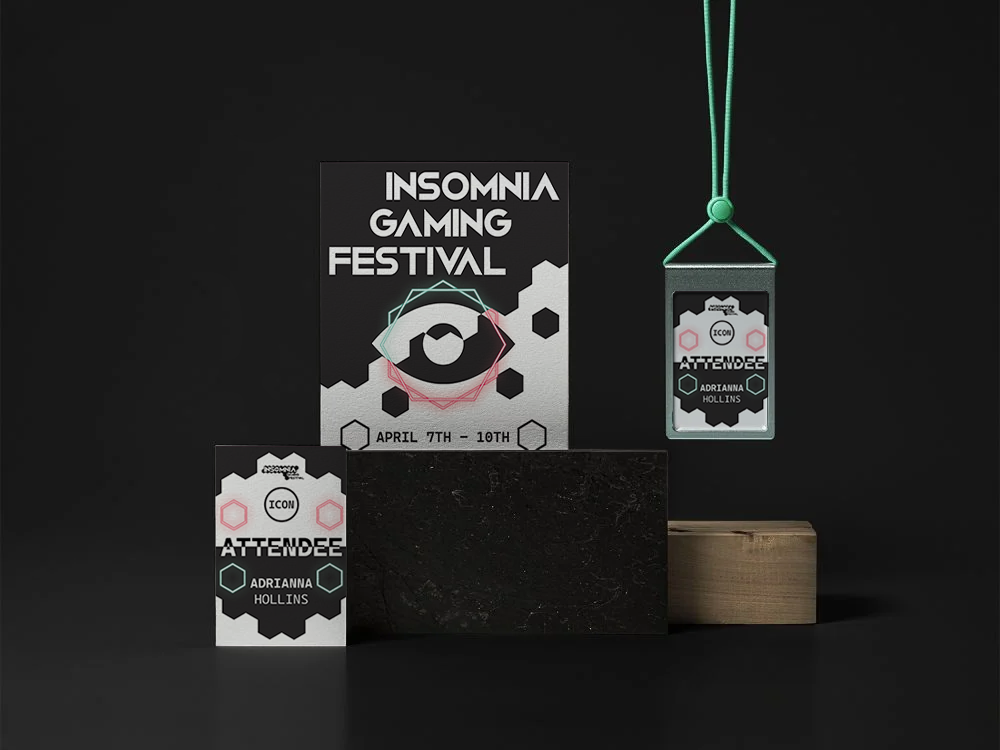 INSOMNIA
GAMING
FESTIVAL
APRIL 7TH – 10TH
ICON
ATTENDEE
ADRIANNA
HOLLINS
ICON
ATTENDEE
ADRIANNA
HOLLINS